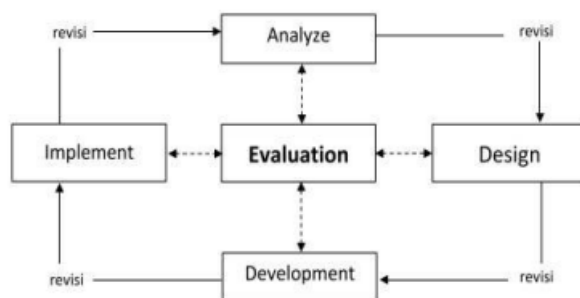 revisi
Analyze
revisi
Implement
Evaluation
Design
revisi
Development
revisi